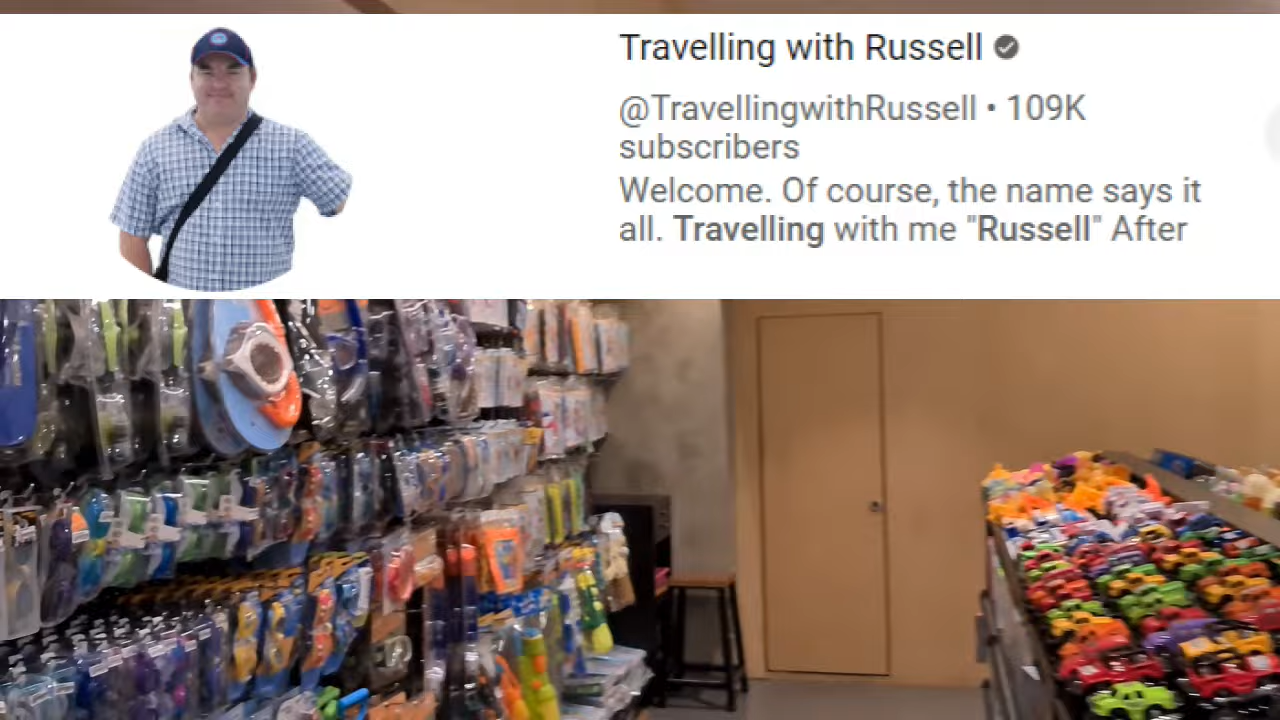 Travelling with Russell
@TravellingwithRussell • 109K
subscribers
Welcome. Of course, the name says it
all. Travelling with me "Russell" After